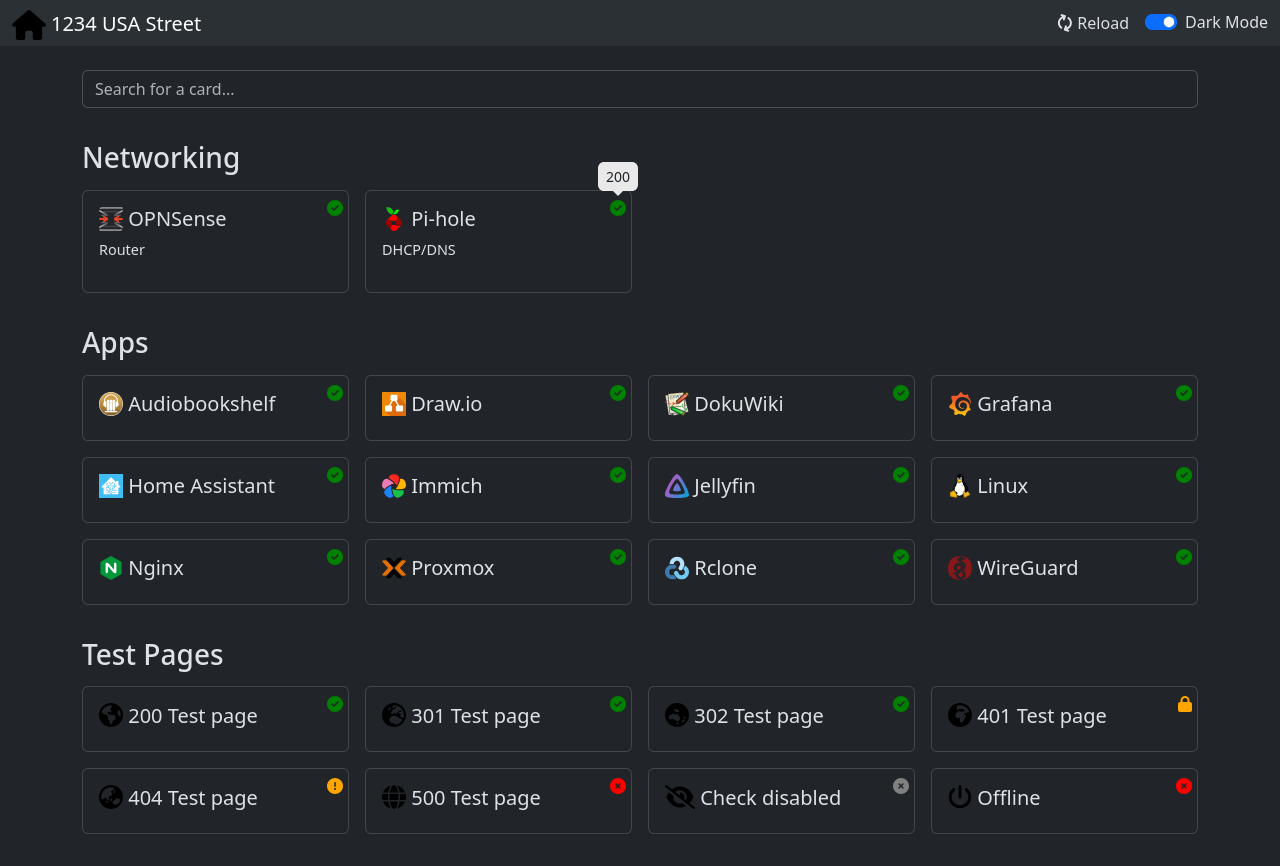 1234 USA Street
Reload
Dark Mode
Search for a card...
Networking
200
OPNSense
Router
Pi-hole
DHCP/DNS
Apps
Audiobookshelf
Draw.io
DokuWiki
Grafana
Home Assistant
Immich
Jellyfin
Linux
Nginx
Proxmox
Rclone
WireGuard
Test Pages
200 Test page
301 Test page
302 Test page
401 Test page
404 Test page
500 Test page
Check disabled
Offline